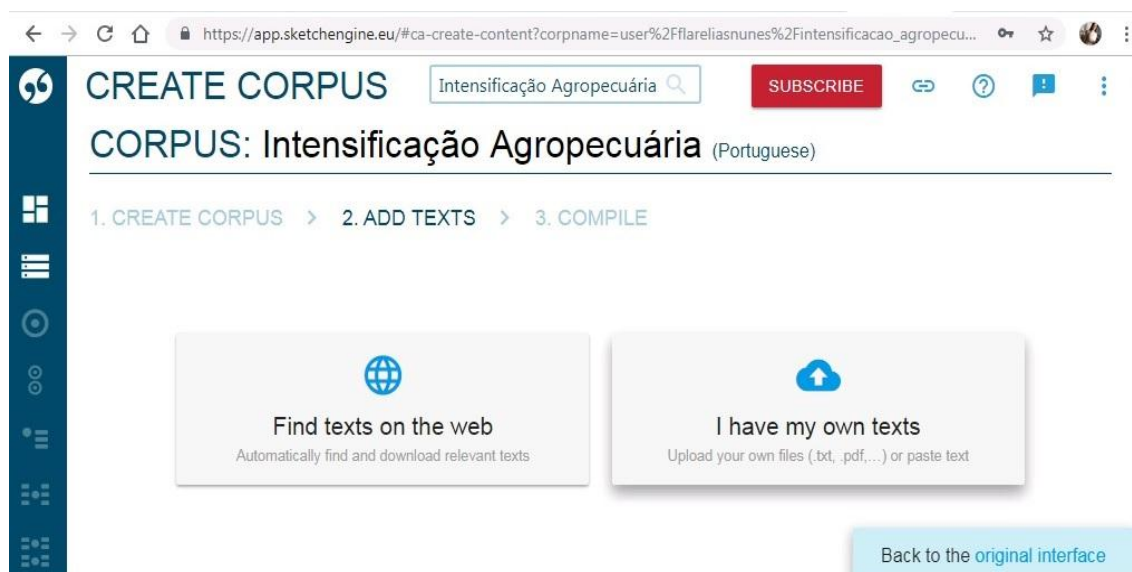 https://app.sketchengine.eu/#ca-create-content?corpname=user%2Fflareliasnunes%2Fintensificacao_agropecu...
CREATE CORPUS Intensificação Agropecuária SUBSCRIBE
CORPUS: Intensificação Agropecuária (Portuguese)
1. CREATE CORPUS > 2. ADD TEXTS > 3. COMPILE
Find texts on the web
Automatically find and download relevant texts
I have my own texts
Upload your own files (.txt, .pdf,...) or paste text
Back to the original interface